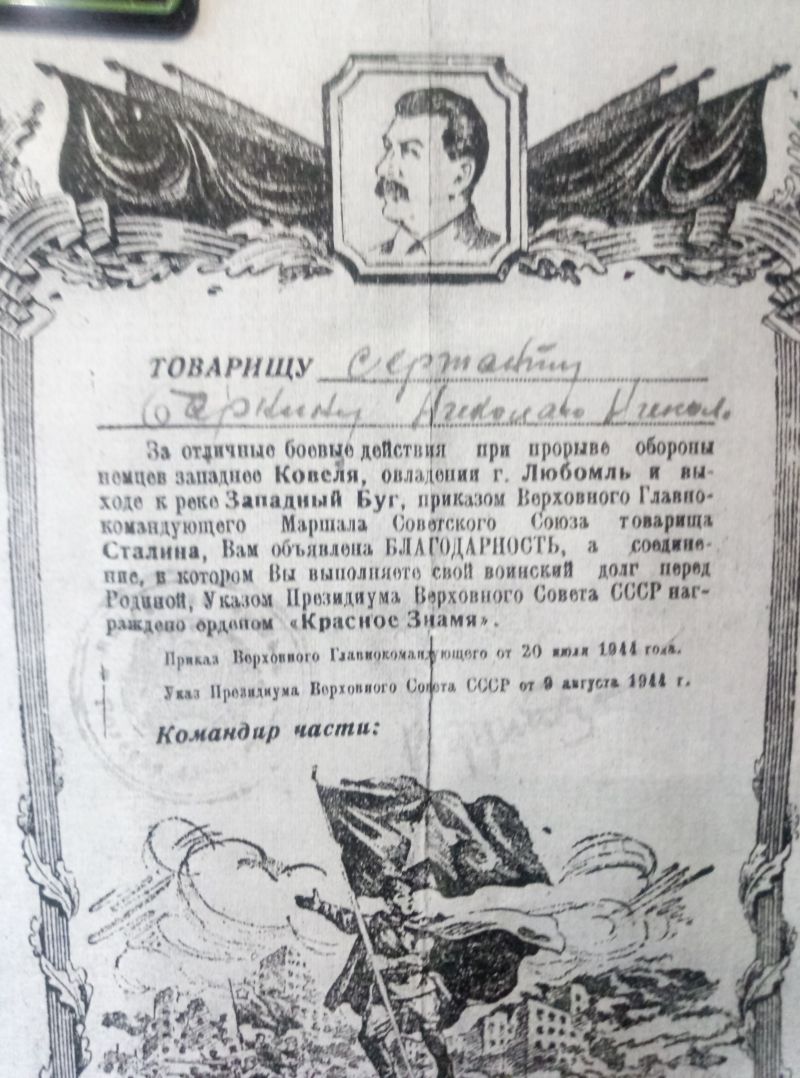 ТОВАРИЩУ сержанту
Николаю Никол.
За отличные боевые действия при прорыве обороны
немцев западнее Ковеля, овладении г. Любомль и вы-
ходе к реке Западный Буг, приказом Верховного Главно-
командующего Маршала Советского Союза товарища
Сталина, Вам объявлена БЛАГОДАРНОСТЬ, а соедине-
ние, в котором Вы выполняете свой воинский долг перед
Родиной, Указом Президиума Верховного Совета СССР наг-
раждено орденом «Красное Знамя».
Приказ Верховного Главнокомандующего от 20 июля 1944 года.
Указ Президиума Верховного Совета СССР от 9 августа 1944 г.
Командир части: